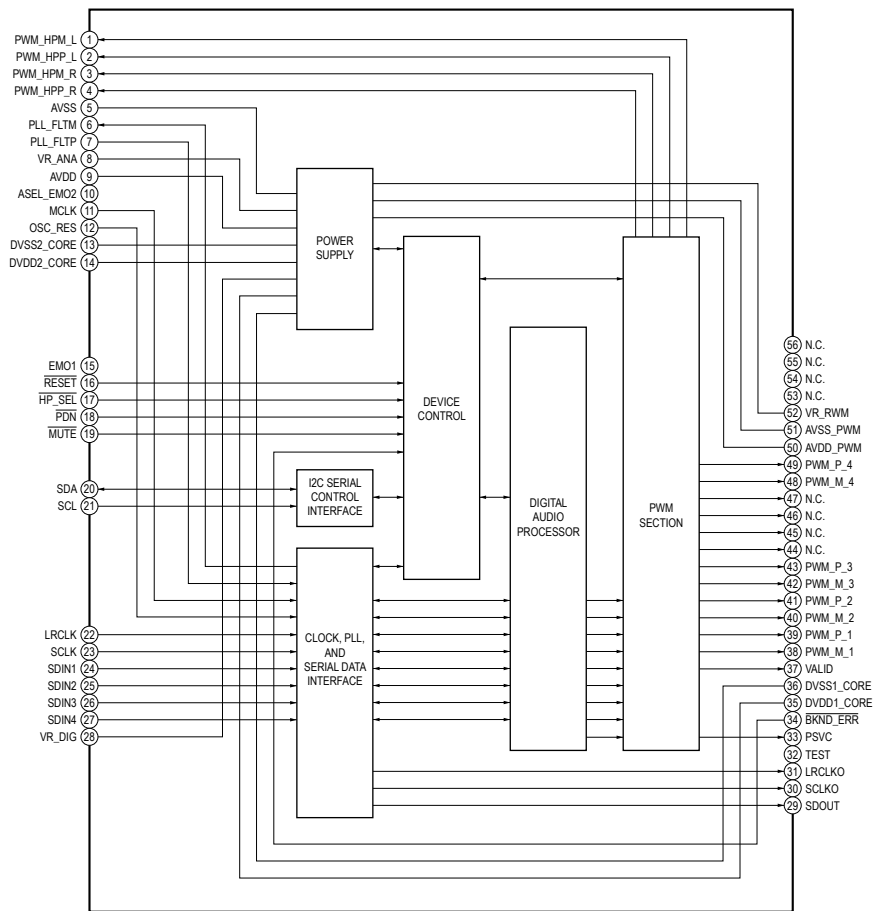 PWM_HPM_L 1
PWM_HPP_L 2
PWM_HPM_R 3
PWM_HPP_R 4
AVSS 5
PLL_FLTM 6
PLL_FLTP 7
VR_ANA 8
AVDD 9
ASEL_EMO2 10
MCLK 11
OSC_RES 12
DVSS2_CORE 13
DVDD2_CORE 14
EMO1 15
RESET 16
HP_SEL 17
PDN 18
MUTE 19
SDA 20
SCL 21
LRCLK 22
SCLK 23
SDIN1 24
SDIN2 25
SDIN3 26
SDIN4 27
VR_DIG 28
POWER
SUPPLY
DEVICE
CONTROL
I2C SERIAL
CONTROL
INTERFACE
CLOCK, PLL,
AND
SERIAL DATA
INTERFACE
DIGITAL
AUDIO
PROCESSOR
PWM
SECTION
56 N.C.
55 N.C.
54 N.C.
53 N.C.
52 VR_RWM
51 AVSS_PWM
50 AVDD_PWM
49 PWM_P_4
48 PWM_M_4
47 N.C.
46 N.C.
45 N.C.
44 N.C.
43 PWM_P_3
42 PWM_M_3
41 PWM_P_2
40 PWM_M_2
39 PWM_P_1
38 PWM_M_1
37 VALID
36 DVSS1_CORE
35 DVDD1_CORE
34 BKND_ERR
33 PSVC
32 TEST
31 LRCLKO
30 SCLKO
29 SDOUT